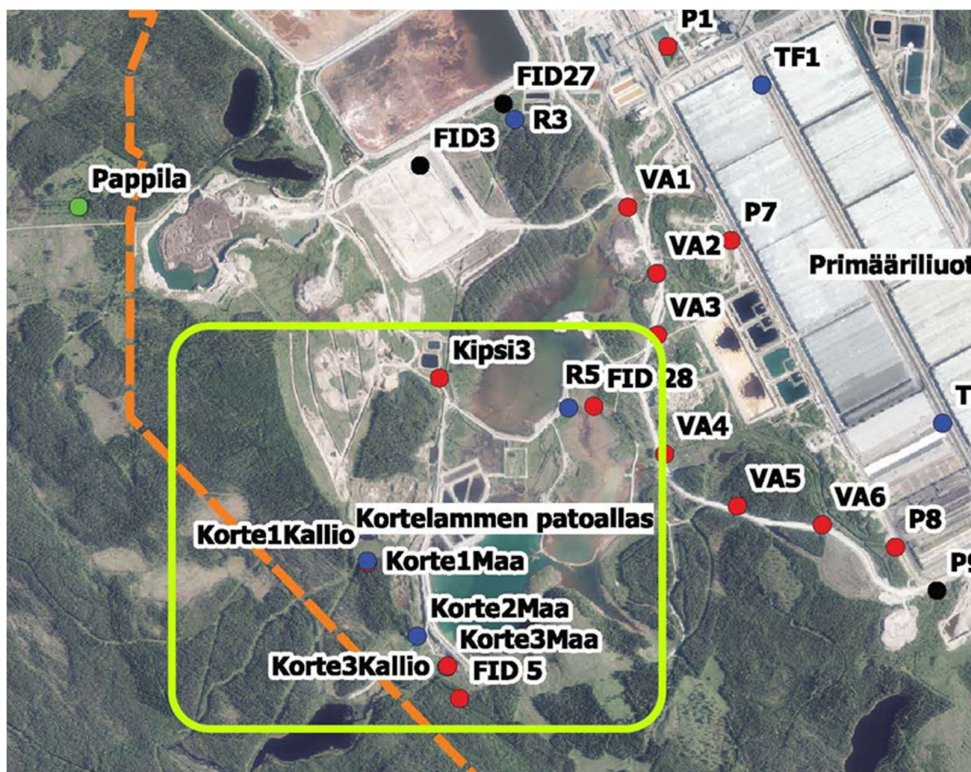 P1
TF1
FID27
R3
FID3
Pappila
VA1
P7
VA2
Primääriliuot
VA3
Kipsi3
R5 FID 28
T
VA4
VA5
VA6
Kortelammen patoallas
P8
Korte1Kallio
Korte1Maa
P9
Korte2Maa
Korte3Maa
Korte3Kallio
FID 5